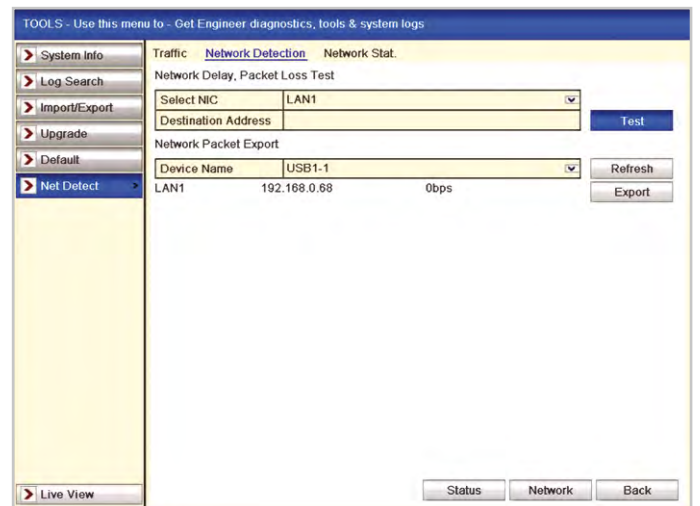 TOOLS - Use this menu to - Get Engineer diagnostics, tools & system logs
System Info
Log Search
Import/Export
Upgrade
Default
Net Detect
Live View
Traffic Network Detection Network Stat.
Network Delay, Packet Loss Test
Select NIC LAN1
Destination Address
Test
Network Packet Export
Device Name USB1-1
Refresh
LAN1 192.168.0.68 0bps
Export
Status Network Back